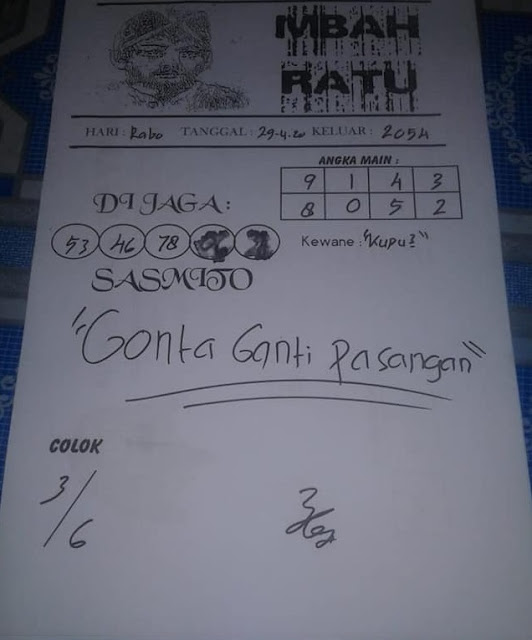 MBAH
RATU
HARI : Rabo TANGGAL : 29-4-20 KELUAR : 2054
ANGKA MAIN :
9 1 4 3
8 0 5 2
DI JAGA :
53 46 78
Kewane : "Kupu2"
SASMITO
"Gonta Ganti Pasangan"
COLOK
3/6